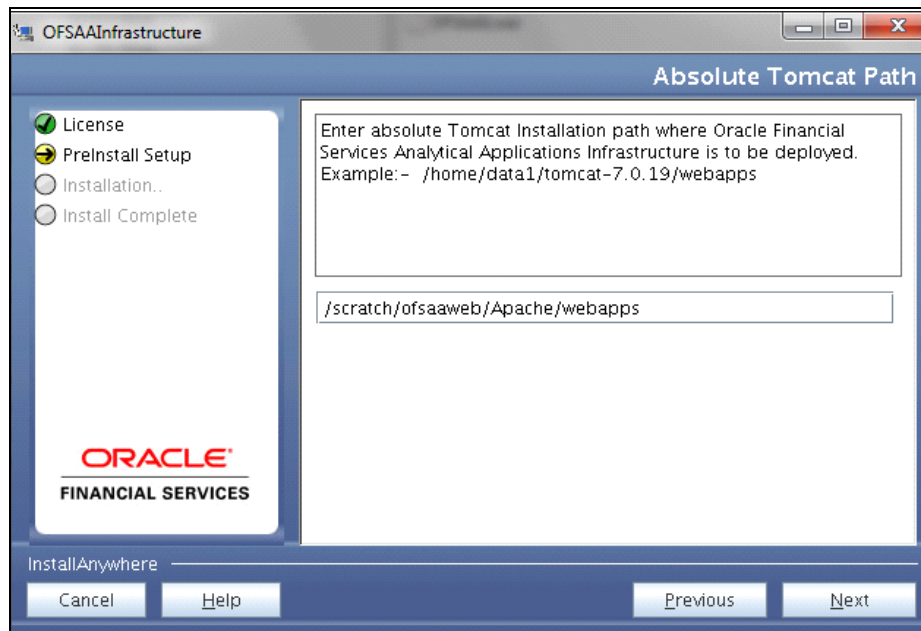 OFSAAInfrastructure
Absolute Tomcat Path
License
PreInstall Setup
Installation..
Install Complete
Enter absolute Tomcat Installation path where Oracle Financial
Services Analytical Applications Infrastructure is to be deployed.
Example:- /home/data1/tomcat-7.0.19/webapps
/scratch/ofsaaweb/Apache/webapps
ORACLE
FINANCIAL SERVICES
InstallAnywhere
Cancel
Help
Previous
Next